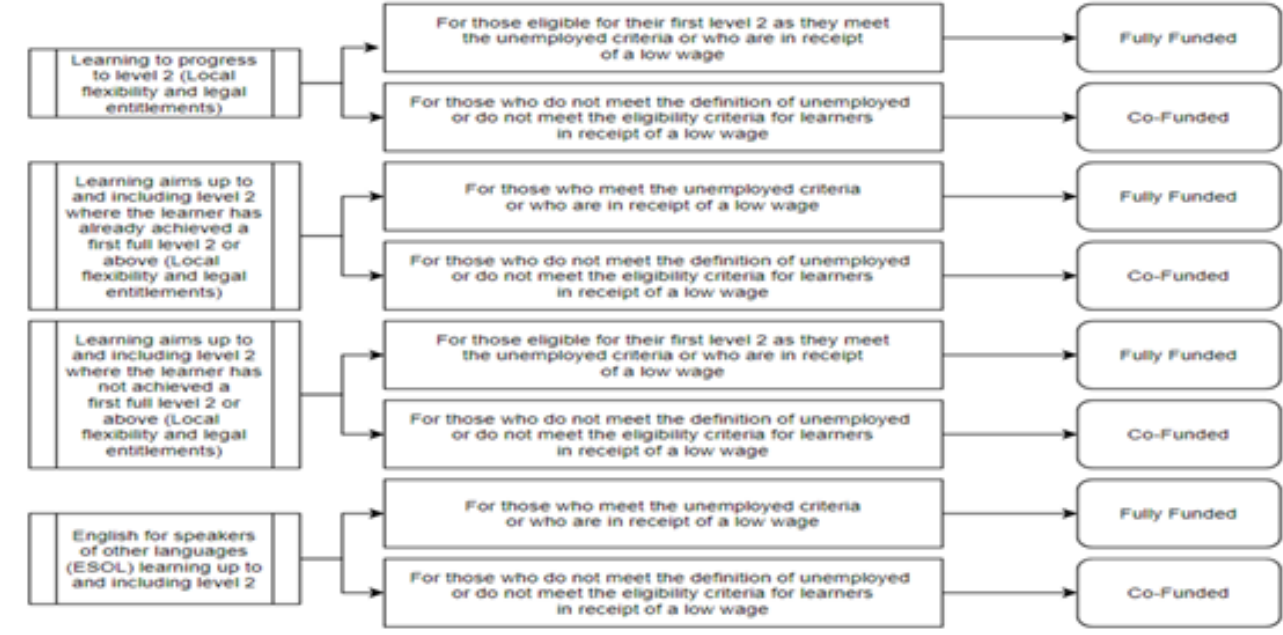 Learning to progress
to level 2 (Local
flexibility and legal
entitlements)
For those eligible for their first level 2 as they meet
the unemployed criteria or who are in receipt
of a low wage
Fully Funded
For those who do not meet the definition of unemployed
or do not meet the eligibility criteria for learners
in receipt of a low wage
Co-Funded
Learning aims up to
and including level 2
where the learner has
already achieved a
first full level 2 or
above (Local
flexibility and legal
entitlements)
For those who meet the unemployed criteria
or who are in receipt of a low wage
Fully Funded
For those who do not meet the definition of unemployed
or do not meet the eligibility criteria for learners
in receipt of a low wage
Co-Funded
Learning aims up to
and including level 2
where the learner has
not achieved a
first full level 2 or
above (Local
flexibility and legal
entitlements)
For those eligible for their first level 2 as they meet
the unemployed criteria or who are in receipt
of a low wage
Fully Funded
For those who do not meet the definition of unemployed
or do not meet the eligibility criteria for learners
in receipt of a low wage
Co-Funded
English for speakers
of other languages
(ESOL) learning up to
and including level 2
For those who meet the unemployed criteria
or who are in receipt of a low wage
Fully Funded
For those who do not meet the definition of unemployed
or do not meet the eligibility criteria for learners
in receipt of a low wage
Co-Funded